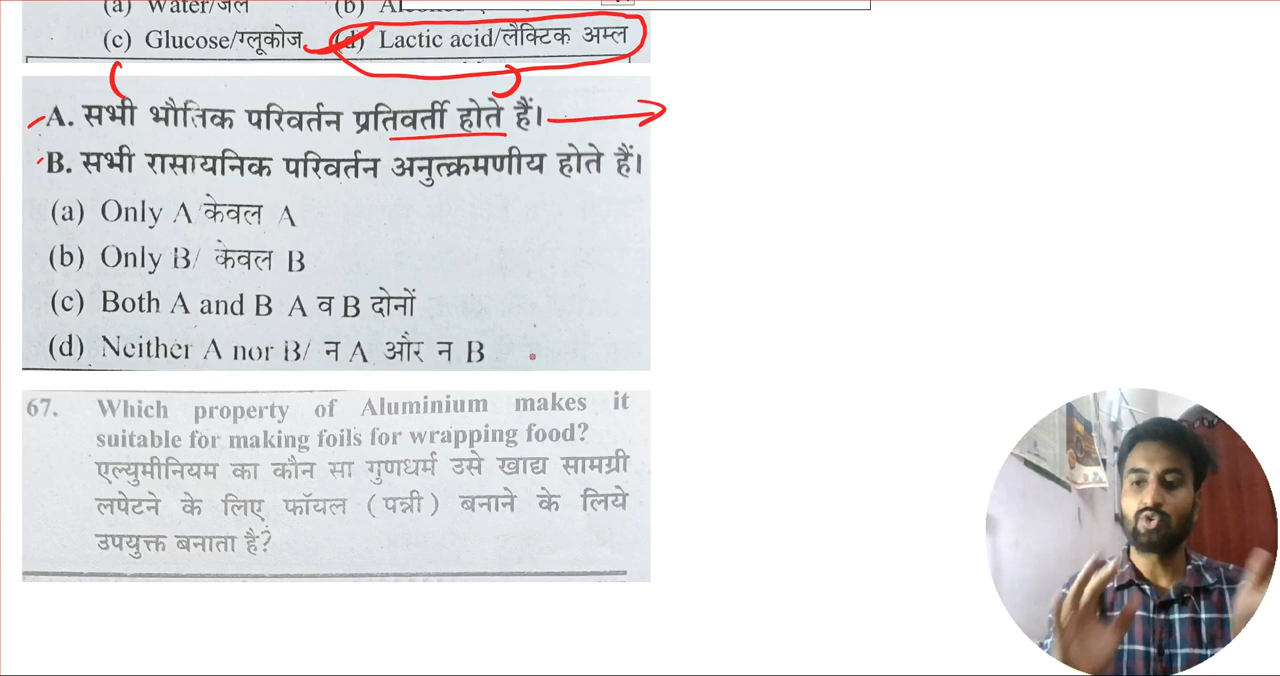 (a) Water/जल (b)
(c) Glucose/ग्लूकोज (d) Lactic acid/लैक्टिक अम्ल
A. सभी भौतिक परिवर्तन प्रतिवर्ती होते हैं।
B. सभी रासायनिक परिवर्तन अनुत्क्रमणीय होते हैं।
(a) Only A/केवल A
(b) Only B/ केवल B
(c) Both A and B A व B दोनों
(d) Neither A nor B/ न A और न B
67. Which property of Aluminium makes it
suitable for making foils for wrapping food?
एल्युमीनियम का कौन सा गुणधर्म उसे खाद्य सामग्री
लपेटने के लिए फॉयल (पन्नी) बनाने के लिये
उपयुक्त बनाता है?